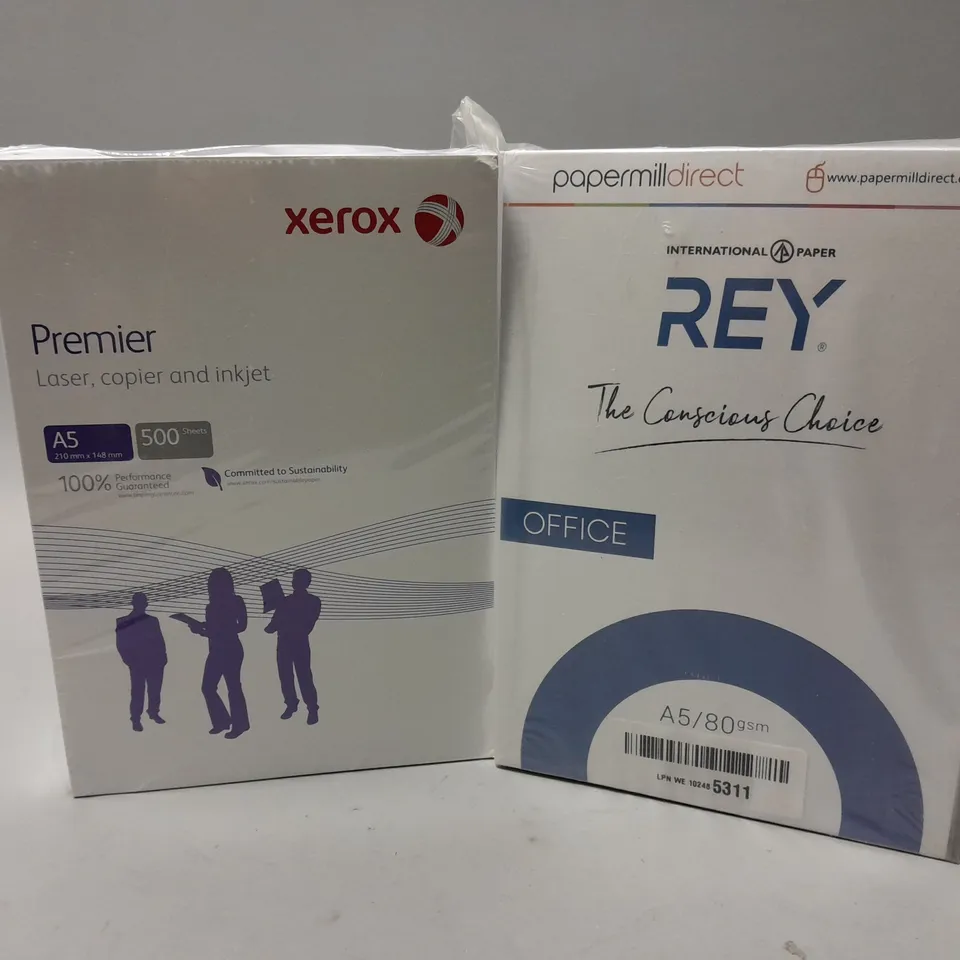 xerox
Premier
Laser, copier and inkjet
A5
210 mm x 148 mm
500 Sheets
100% Performance Guaranteed
Committed to Sustainability
papermilldirect
www.papermilldirect.
INTERNATIONAL PAPER
REY®
The Conscious Choice
OFFICE
A5/80gsm
LPN WE 10248 5311